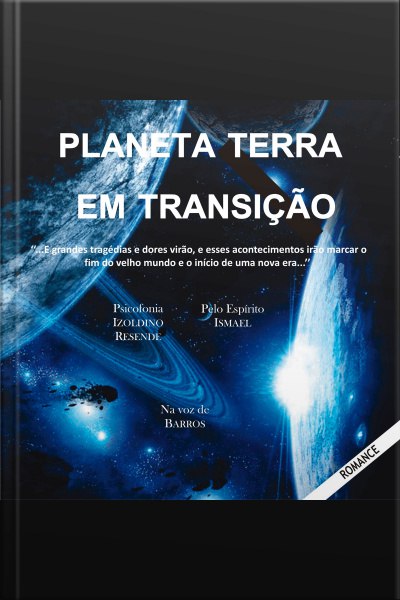 PLANETA TERRA
EM TRANSIÇÃO
“...E grandes tragédias e dores virão, e esses acontecimentos irão marcar o
fim do velho mundo e o início de uma nova era...”
Psicofonia
IZOLDINO
RESENDE
Pelo Espírito
ISMAEL
Na voz de
BARROS
ROMANCE